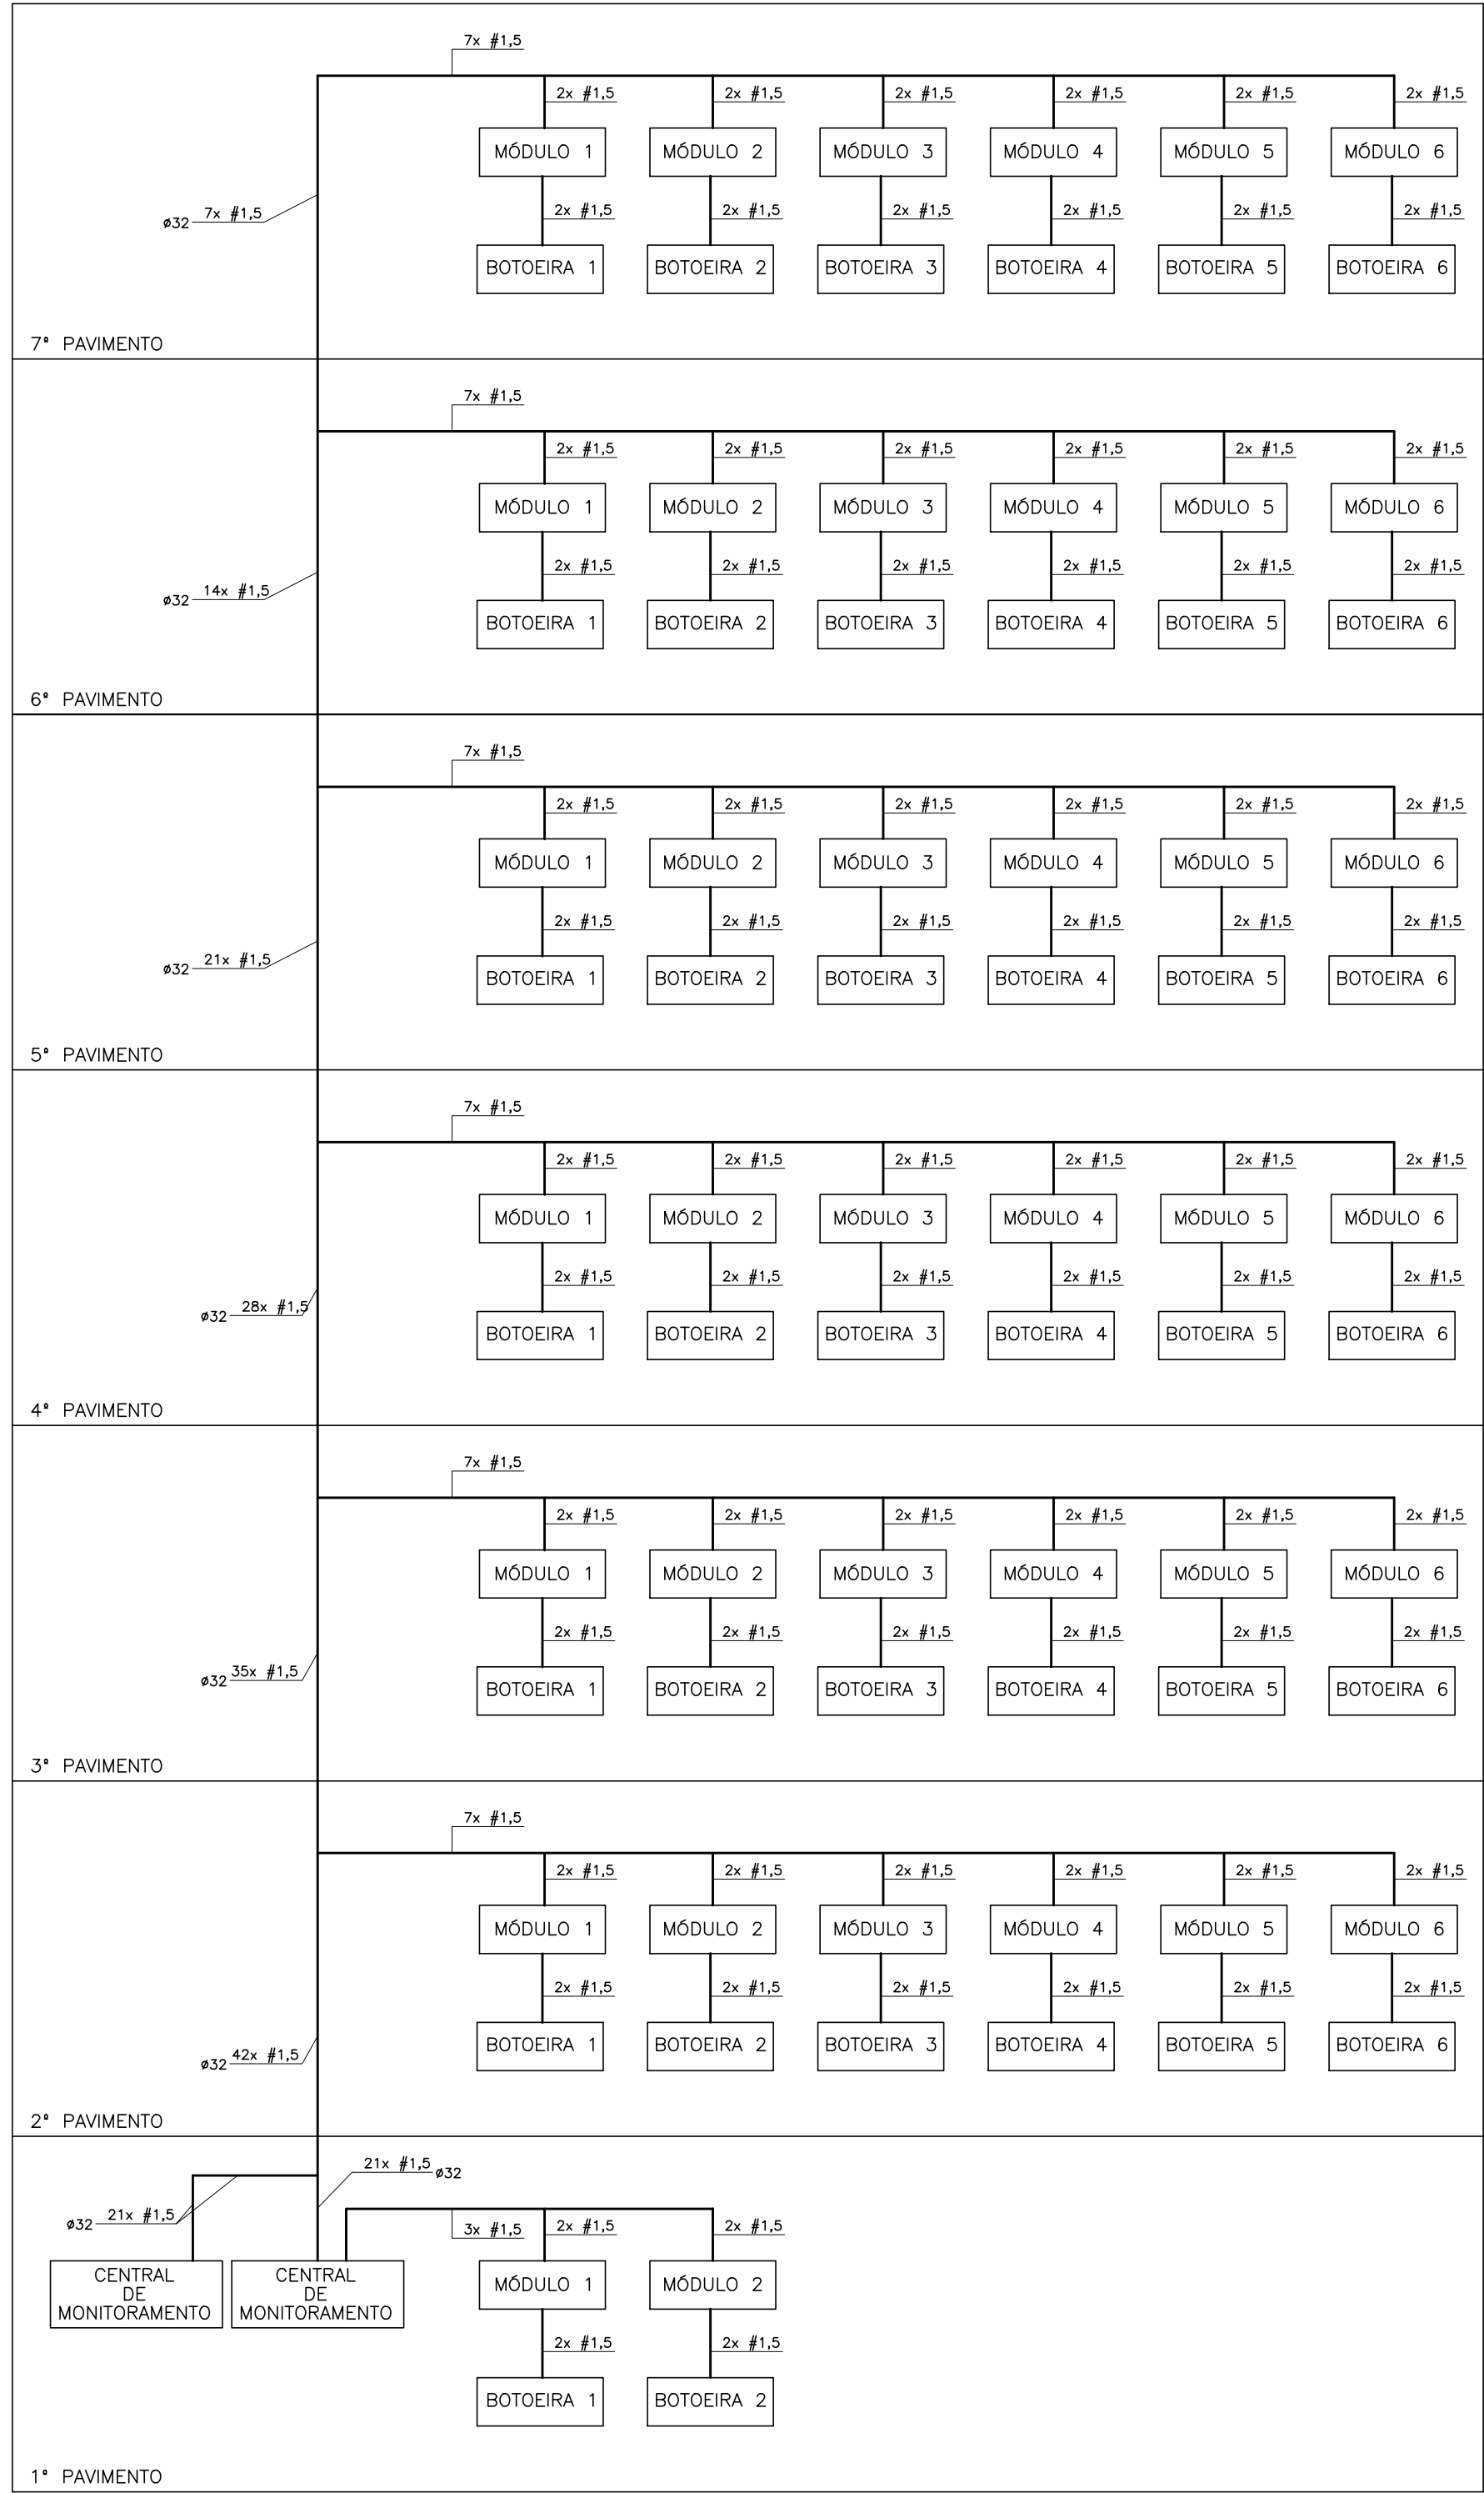 7x #1,5
2x #1,5 2x #1,5 2x #1,5 2x #1,5 2x #1,5 2x #1,5
MÓDULO 1 MÓDULO 2 MÓDULO 3 MÓDULO 4 MÓDULO 5 MÓDULO 6
ø32 7x #1,5 2x #1,5 2x #1,5 2x #1,5 2x #1,5 2x #1,5 2x #1,5
BOTOEIRA 1 BOTOEIRA 2 BOTOEIRA 3 BOTOEIRA 4 BOTOEIRA 5 BOTOEIRA 6
7º PAVIMENTO
7x #1,5
2x #1,5 2x #1,5 2x #1,5 2x #1,5 2x #1,5 2x #1,5
MÓDULO 1 MÓDULO 2 MÓDULO 3 MÓDULO 4 MÓDULO 5 MÓDULO 6
2x #1,5 2x #1,5 2x #1,5 2x #1,5 2x #1,5 2x #1,5
ø32 14x #1,5
BOTOEIRA 1 BOTOEIRA 2 BOTOEIRA 3 BOTOEIRA 4 BOTOEIRA 5 BOTOEIRA 6
6º PAVIMENTO
7x #1,5
2x #1,5 2x #1,5 2x #1,5 2x #1,5 2x #1,5 2x #1,5
MÓDULO 1 MÓDULO 2 MÓDULO 3 MÓDULO 4 MÓDULO 5 MÓDULO 6
2x #1,5 2x #1,5 2x #1,5 2x #1,5 2x #1,5 2x #1,5
ø32 21x #1,5
BOTOEIRA 1 BOTOEIRA 2 BOTOEIRA 3 BOTOEIRA 4 BOTOEIRA 5 BOTOEIRA 6
5º PAVIMENTO
7x #1,5
2x #1,5 2x #1,5 2x #1,5 2x #1,5 2x #1,5 2x #1,5
MÓDULO 1 MÓDULO 2 MÓDULO 3 MÓDULO 4 MÓDULO 5 MÓDULO 6
2x #1,5 2x #1,5 2x #1,5 2x #1,5 2x #1,5 2x #1,5
ø32 28x #1,5
BOTOEIRA 1 BOTOEIRA 2 BOTOEIRA 3 BOTOEIRA 4 BOTOEIRA 5 BOTOEIRA 6
4º PAVIMENTO
7x #1,5
2x #1,5 2x #1,5 2x #1,5 2x #1,5 2x #1,5 2x #1,5
MÓDULO 1 MÓDULO 2 MÓDULO 3 MÓDULO 4 MÓDULO 5 MÓDULO 6
2x #1,5 2x #1,5 2x #1,5 2x #1,5 2x #1,5 2x #1,5
ø32 35x #1,5
BOTOEIRA 1 BOTOEIRA 2 BOTOEIRA 3 BOTOEIRA 4 BOTOEIRA 5 BOTOEIRA 6
3º PAVIMENTO
7x #1,5
2x #1,5 2x #1,5 2x #1,5 2x #1,5 2x #1,5 2x #1,5
MÓDULO 1 MÓDULO 2 MÓDULO 3 MÓDULO 4 MÓDULO 5 MÓDULO 6
2x #1,5 2x #1,5 2x #1,5 2x #1,5 2x #1,5 2x #1,5
BOTOEIRA 1 BOTOEIRA 2 BOTOEIRA 3 BOTOEIRA 4 BOTOEIRA 5 BOTOEIRA 6
ø32 42x #1,5
2º PAVIMENTO
21x #1,5 ø32
ø32 21x #1,5
3x #1,5 2x #1,5 2x #1,5
CENTRAL
DE
MONITORAMENTO
CENTRAL
DE
MONITORAMENTO
MÓDULO 1 MÓDULO 2
2x #1,5 2x #1,5
BOTOEIRA 1 BOTOEIRA 2
1º PAVIMENTO